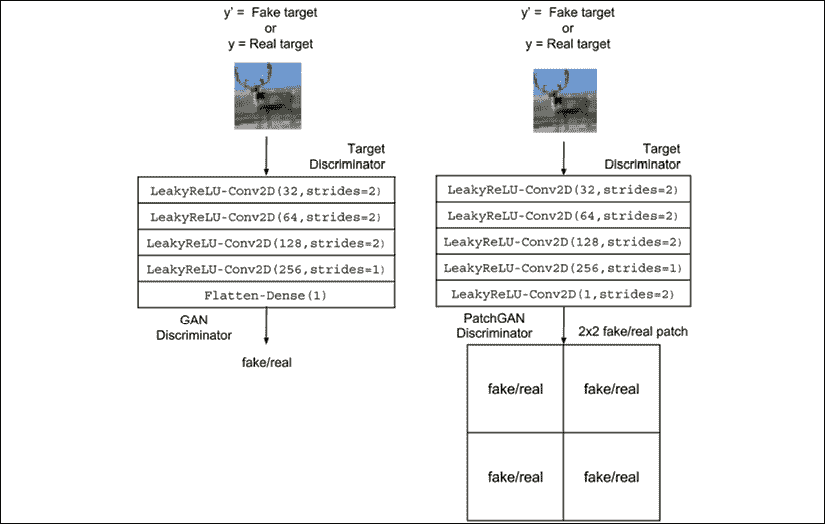 y' = Fake target
or
y = Real target
Target
Discriminator
LeakyReLU-Conv2D(32,strides=2)
LeakyReLU-Conv2D(64,strides=2)
LeakyReLU-Conv2D(128,strides=2)
LeakyReLU-Conv2D(256,strides=1)
Flatten-Dense(1)
GAN
Discriminator
fake/real
y' = Fake target
or
y = Real target
Target
Discriminator
LeakyReLU-Conv2D(32,strides=2)
LeakyReLU-Conv2D(64,strides=2)
LeakyReLU-Conv2D(128,strides=2)
LeakyReLU-Conv2D(256,strides=1)
LeakyReLU-Conv2D(1,strides=2)
PatchGAN
Discriminator
2x2 fake/real patch
fake/real
fake/real
fake/real
fake/real